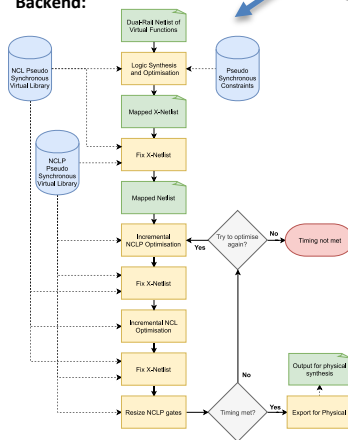 Backend:
Dual-Rail Netlist of
Virtual Functions
NCL Pseudo
Synchronous
Virtual Library
Logic Synthesis
and Optimisation
Pseudo
Synchronous
Constraints
Mapped X-Netlist
NCLP
Pseudo
Synchronous
Virtual Library
Fix X-Netlist
Mapped Netlist
Incremental
NCLP Optimisation
Yes
Try to optimise
again?
No
Timing not met
Fix X-Netlist
Incremental NCL
Optimisation
No
Fix X-Netlist
Output for physical
synthesis
Resize NCLP gates
Timing met?
Yes
Export for Physical